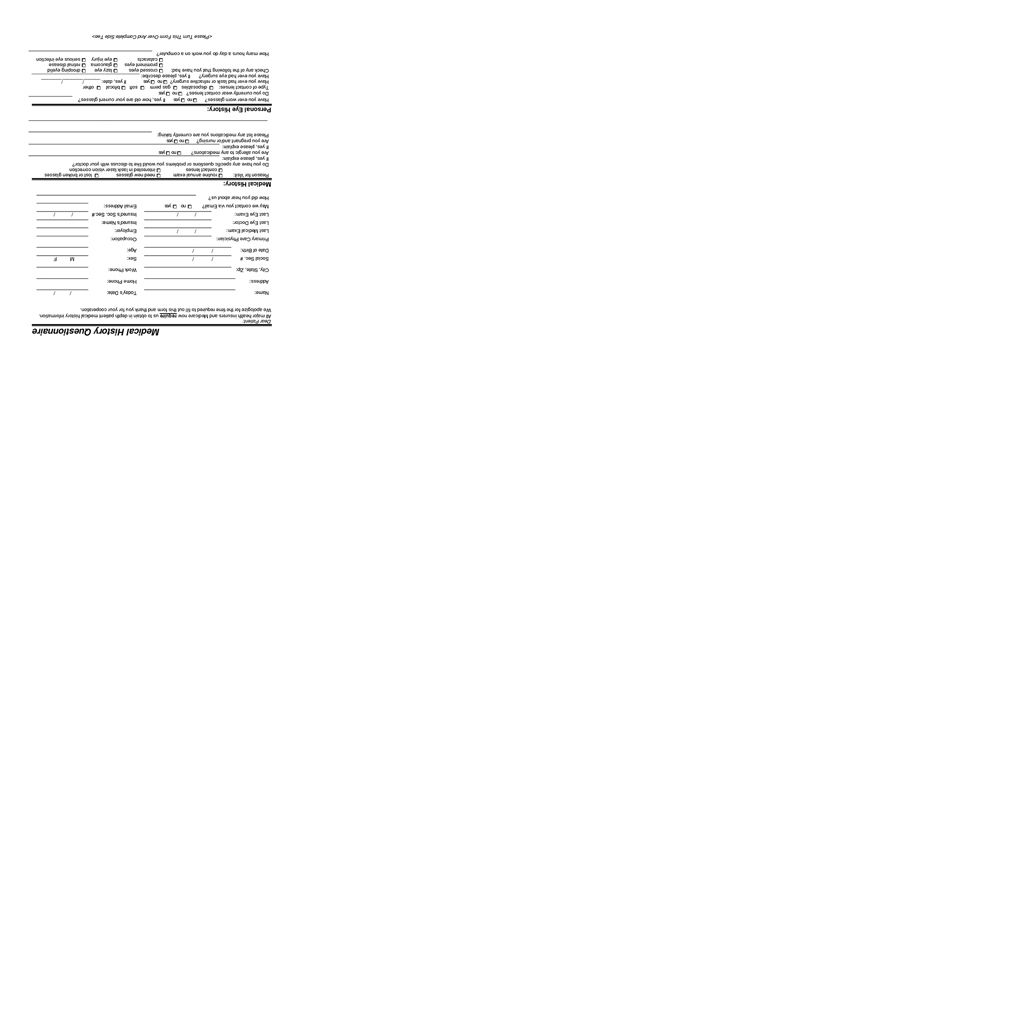 Medical History Questionnaire
Dear Patient:
All major health insurers and Medicare now require us to obtain in depth patient medical history information.
We apologize for the time required to fill out this form and thank you for your cooperation.
Name: Today's Date: / /
Address: Home Phone:
City, State, Zip: Work Phone:
Social Sec. # / / Sex: M F
Date of Birth: / / Age:
Primary Care Physician: Occupation:
Last Medical Exam: / / Employer:
Last Eye Doctor: Insured's Name:
Last Eye Exam: / / Insured's Soc. Sec.# / /
May we contact you via Email? ❑ no ❑ yes Email Address:
How did you hear about us?
Medical History:
Reason for Visit: ❑ routine annual exam ❑ need new glasses ❑ lost or broken glasses
❑ contact lenses ❑ interested in lasik laser vision correction
Do you have any specific questions or problems you would like to discuss with your doctor?
If yes, please explain:
Are you allergic to any medications? ❑ no ❑ yes
If yes, please explain:
Are you pregnant and/or nursing? ❑ no ❑ yes
Please list any medications you are currently taking:
Personal Eye History:
Have you ever worn glasses? ❑ no ❑ yes If yes, how old are your current glasses?
Do you currently wear contact lenses? ❑ no ❑ yes
Type of contact lenses: ❑ disposables ❑ gas perm ❑ soft ❑ bifocal ❑ other
Have you ever had lasik or refractive surgery? ❑ no ❑ yes If yes, date: / /
Have you ever had eye surgery? If yes, please describe:
Check any of the following that you have had: ❑ crossed eyes ❑ lazy eye ❑ drooping eyelid
❑ prominent eyes ❑ glaucoma ❑ retinal disease
❑ cataracts ❑ eye injury ❑ serious eye infection
How many hours a day do you work on a computer?
<Please Turn This Form Over And Complete Side Two>